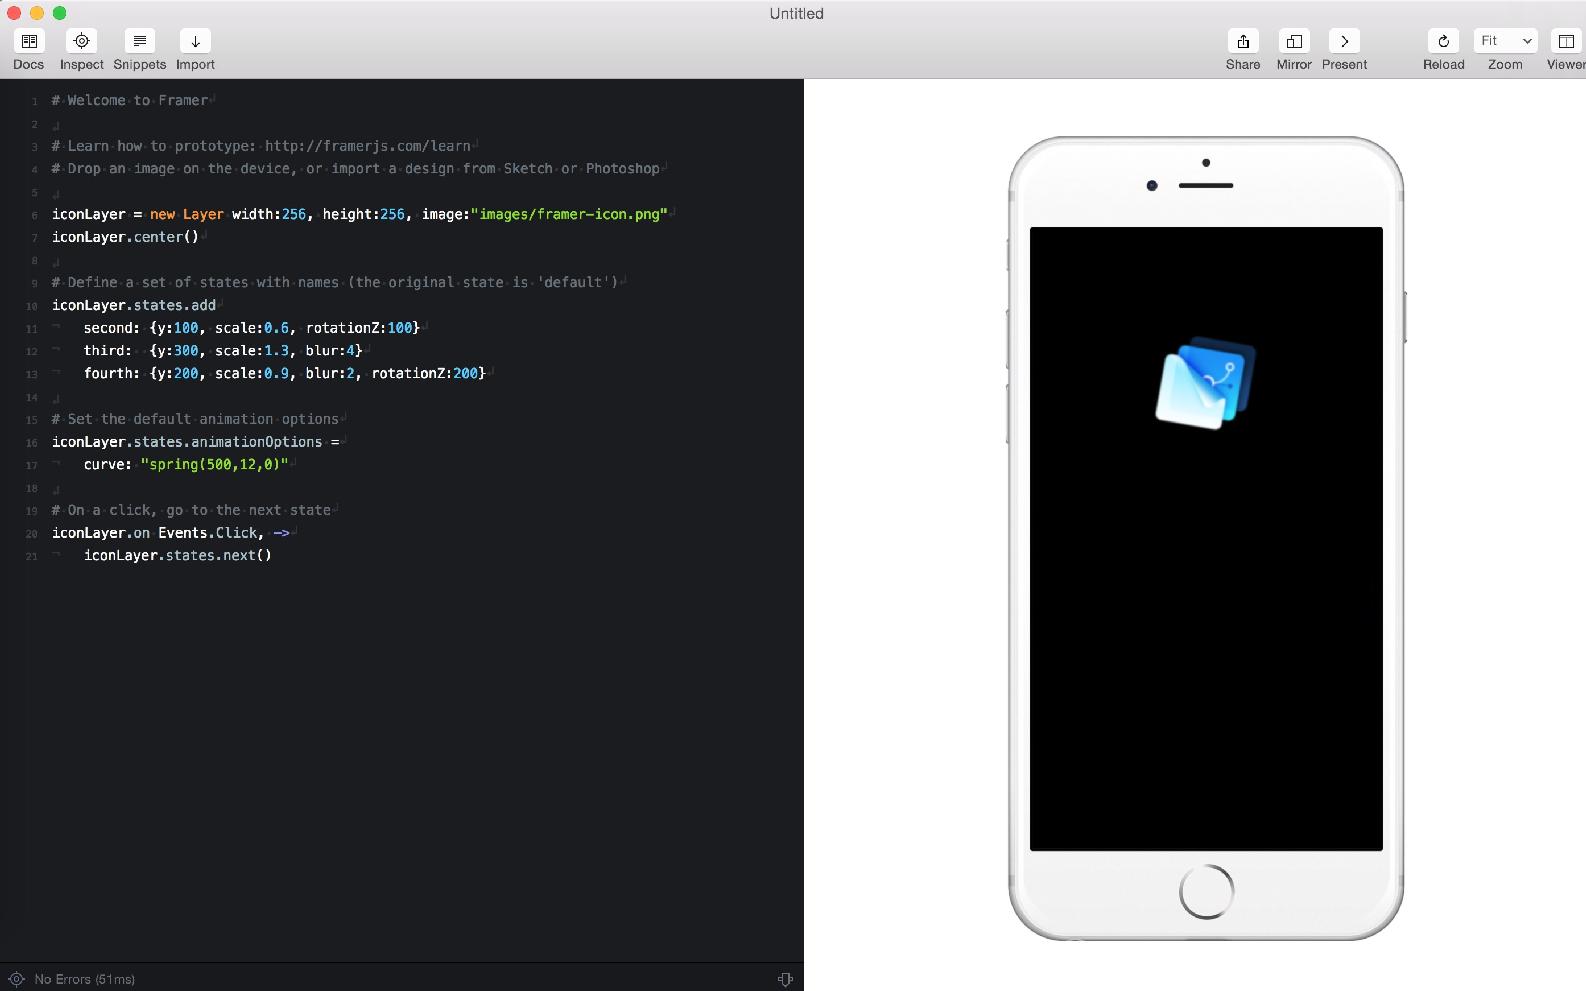 Untitled
Docs Inspect Snippets Import Share Mirror Present Reload Fit Zoom Viewer
1 # Welcome to Framer
2
3 # Learn how to prototype: http://framerjs.com/learn
4 # Drop an image on the device, or import a design from Sketch or Photoshop
5
6 iconLayer = new Layer width:256, height:256, image:"images/framer-icon.png"
7 iconLayer.center()
8
9 # Define a set of states with names (the original state is 'default')
10 iconLayer.states.add
11 second: {y:100, scale:0.6, rotationZ:100}
12 third: {y:300, scale:1.3, blur:4}
13 fourth: {y:200, scale:0.9, blur:2, rotationZ:200}
14
15 # Set the default animation options
16 iconLayer.states.animationOptions =
17 curve: "spring(500,12,0)"
18
19 # On a click, go to the next state
20 iconLayer.on Events.Click, ->
21 iconLayer.states.next()
No Errors (51ms)